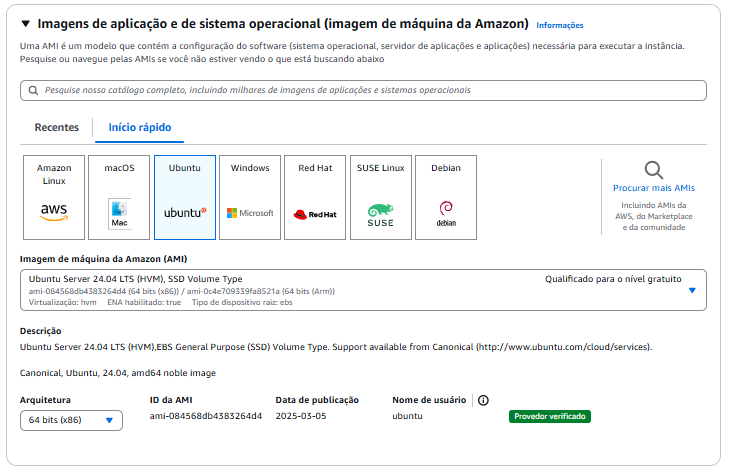 Imagens de aplicação e de sistema operacional (imagem de máquina da Amazon) Informações
Uma AMI é um modelo que contém a configuração do software (sistema operacional, servidor de aplicações e aplicações) necessária para executar a instância.
Pesquise ou navegue pelas AMIs se você não estiver vendo o que está buscando abaixo
Pesquise nosso catálogo completo, incluindo milhares de imagens de aplicações e sistemas operacionais
Recentes
Início rápido
Amazon
Linux
aws
macOS
Mac
Ubuntu
ubuntu
Windows
Microsoft
Red Hat
Red Hat
SUSE Linux
SUSE
Debian
debian
Procurar mais AMIs
Incluindo AMIs da
AWS, do Marketplace
e da comunidade
Imagem de máquina da Amazon (AMI)
Ubuntu Server 24.04 LTS (HVM), SSD Volume Type Qualificado para o nível gratuito
ami-084568db4383264d4 (64 bits (x86)) / ami-0c4e709339fa8521a (64 bits (Arm))
Virtualização: hvm ENA habilitado: true Tipo de dispositivo raiz: ebs
Descrição
Ubuntu Server 24.04 LTS (HVM),EBS General Purpose (SSD) Volume Type. Support available from Canonical (http://www.ubuntu.com/cloud/services).
Canonical, Ubuntu, 24.04, amd64 noble image
Arquitetura ID da AMI Data de publicação Nome de usuário
64 bits (x86) ami-084568db4383264d4 2025-03-05 ubuntu Provedor verificado